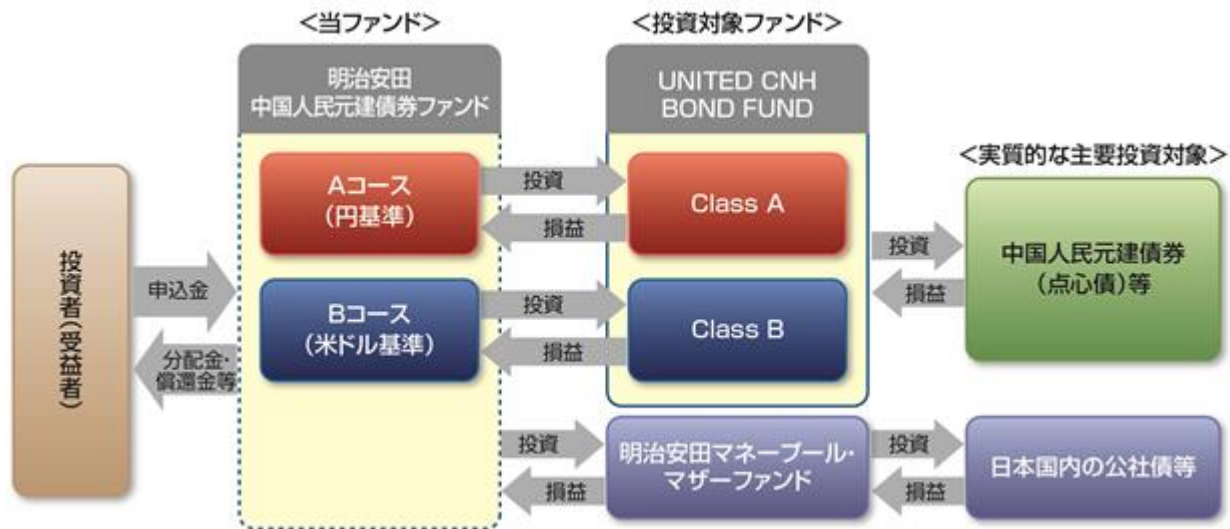 ＜当ファンド＞
＜投資対象ファンド＞
明治安田
中国人民元建債券ファンド
UNITED CNH
BOND FUND
＜実質的な主要投資対象＞
投資者(受益者)
申込金
分配金・
償還金等
Aコース
(円基準)
投資
損益
Class A
Bコース
(米ドル基準)
投資
損益
Class B
投資
損益
中国人民元建債券
(点心債)等
投資
損益
明治安田マネープール・
マザーファンド
投資
損益
日本国内の公社債等